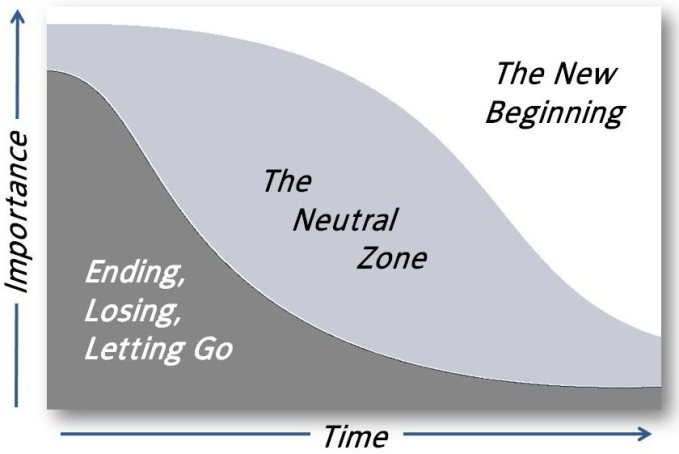 Importance
The New
Beginning
The
Neutral
Zone
Ending,
Losing,
Letting Go
Time